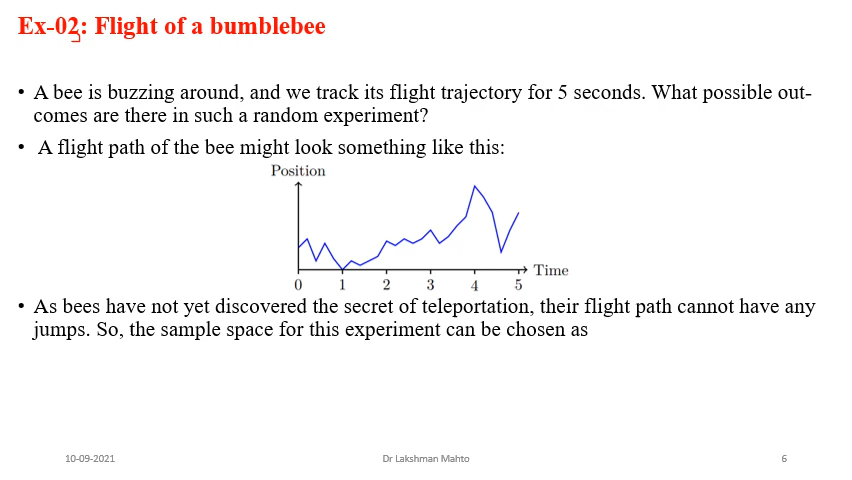 Ex-02: Flight of a bumblebee
• A bee is buzzing around, and we track its flight trajectory for 5 seconds. What possible out-
comes are there in such a random experiment?
• A flight path of the bee might look something like this:
Position
Time
0 1 2 3 4 5
• As bees have not yet discovered the secret of teleportation, their flight path cannot have any
jumps. So, the sample space for this experiment can be chosen as
10-09-2021
Dr Lakshman Mahto
6